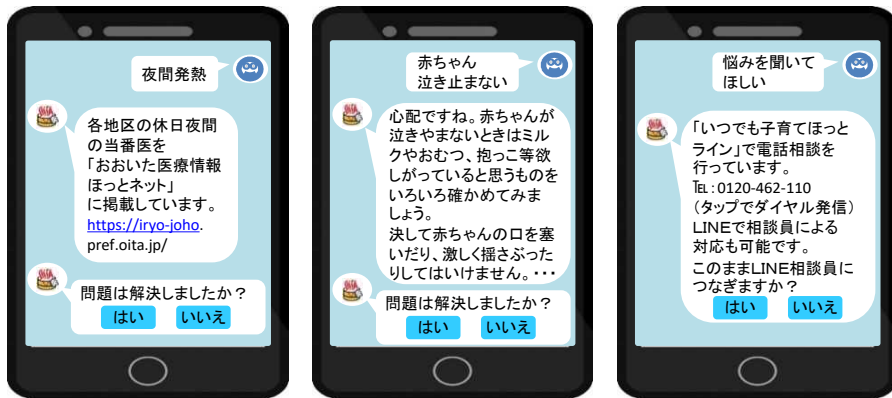 夜間発熱
各地区の休日夜間
の当番医を
「おおいた医療情報
ほっとネット」
に掲載しています。
https://iryo-joho.
pref.oita.jp/
問題は解決しましたか？
はい
いいえ
赤ちゃん
泣き止まない
心配ですね。赤ちゃんが
泣きやまないときはミル
クやおむつ、抱っこ等欲
しがっていると思うものを
いろいろ確かめてみま
しょう。
決して赤ちゃんの口を塞
いだり、激しく揺さぶった
りしてはいけません。・・・
問題は解決しましたか？
はい
いいえ
悩みを聞いて
ほしい
「いつでも子育てほっと
ライン」で電話相談を
行っています。
℡：0120-462-110
（タップでダイヤル発信）
ＬＩＮＥで相談員による
対応も可能です。
このままLINE相談員に
つなぎますか？
はい
いいえ